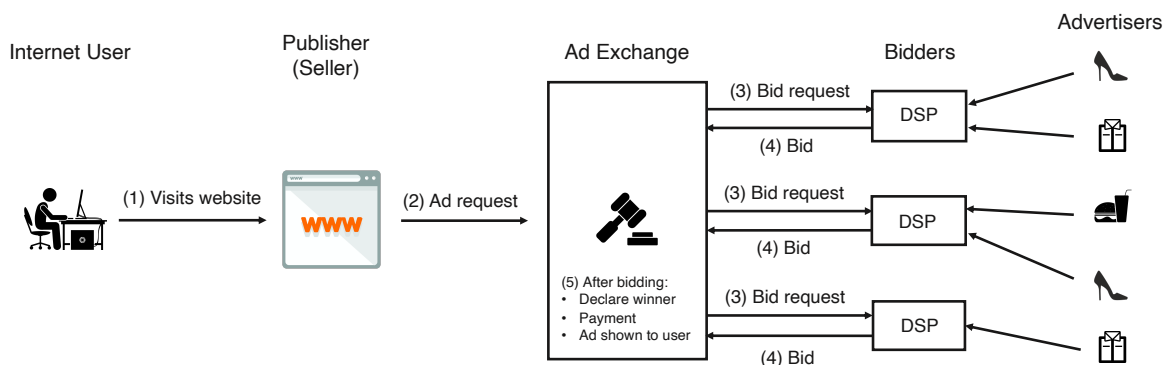 Internet User
Publisher
(Seller)
Ad Exchange
Bidders
Advertisers
(1) Visits website
www
www
(2) Ad request
(5) After bidding:
• Declare winner
• Payment
• Ad shown to user
(3) Bid request
(4) Bid
DSP
(3) Bid request
(4) Bid
DSP
(3) Bid request
(4) Bid
DSP